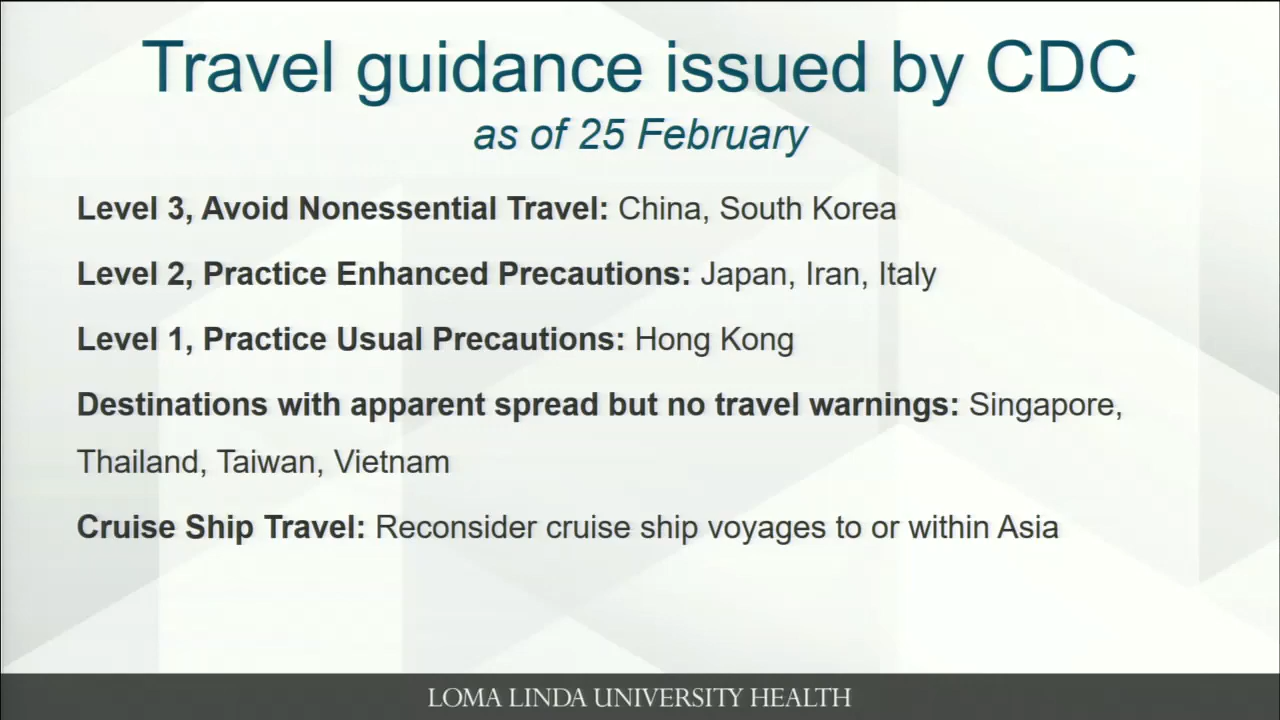 Travel guidance issued by CDC
as of 25 February
Level 3, Avoid Nonessential Travel: China, South Korea
Level 2, Practice Enhanced Precautions: Japan, Iran, Italy
Level 1, Practice Usual Precautions: Hong Kong
Destinations with apparent spread but no travel warnings: Singapore,
Thailand, Taiwan, Vietnam
Cruise Ship Travel: Reconsider cruise ship voyages to or within Asia
LOMA LINDA UNIVERSITY HEALTH